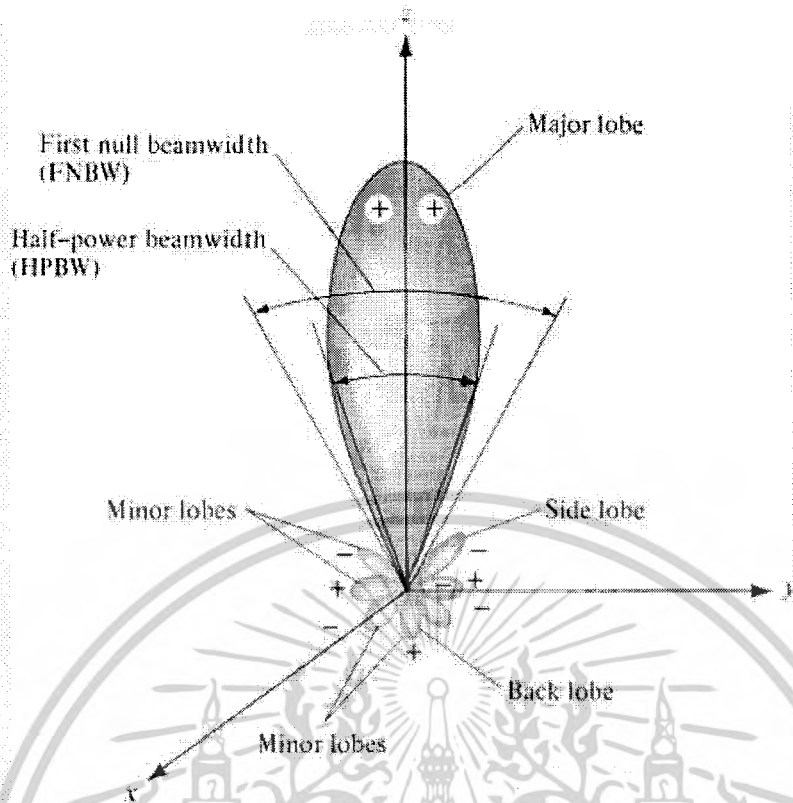 z
Major lobe
First null beamwidth
(FNBW)
+ +
Half-power beamwidth
(HPBW)
Minor lobes
Side lobe
− −
+ − +
y
− −
+
Back lobe
Minor lobes
x